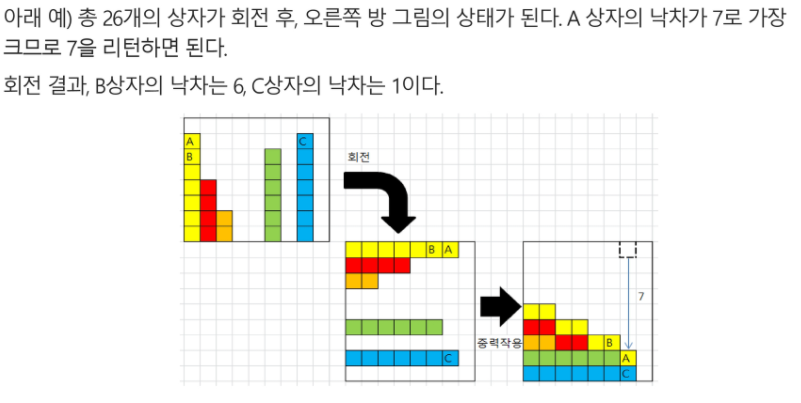 아래 예) 총 26개의 상자가 회전 후, 오른쪽 방 그림의 상태가 된다. A 상자의 낙차가 7로 가장
크므로 7을 리턴하면 된다.
회전 결과, B상자의 낙차는 6, C상자의 낙차는 1이다.
A
C
B
회전
B A
7
중력작용
B
C
A
C